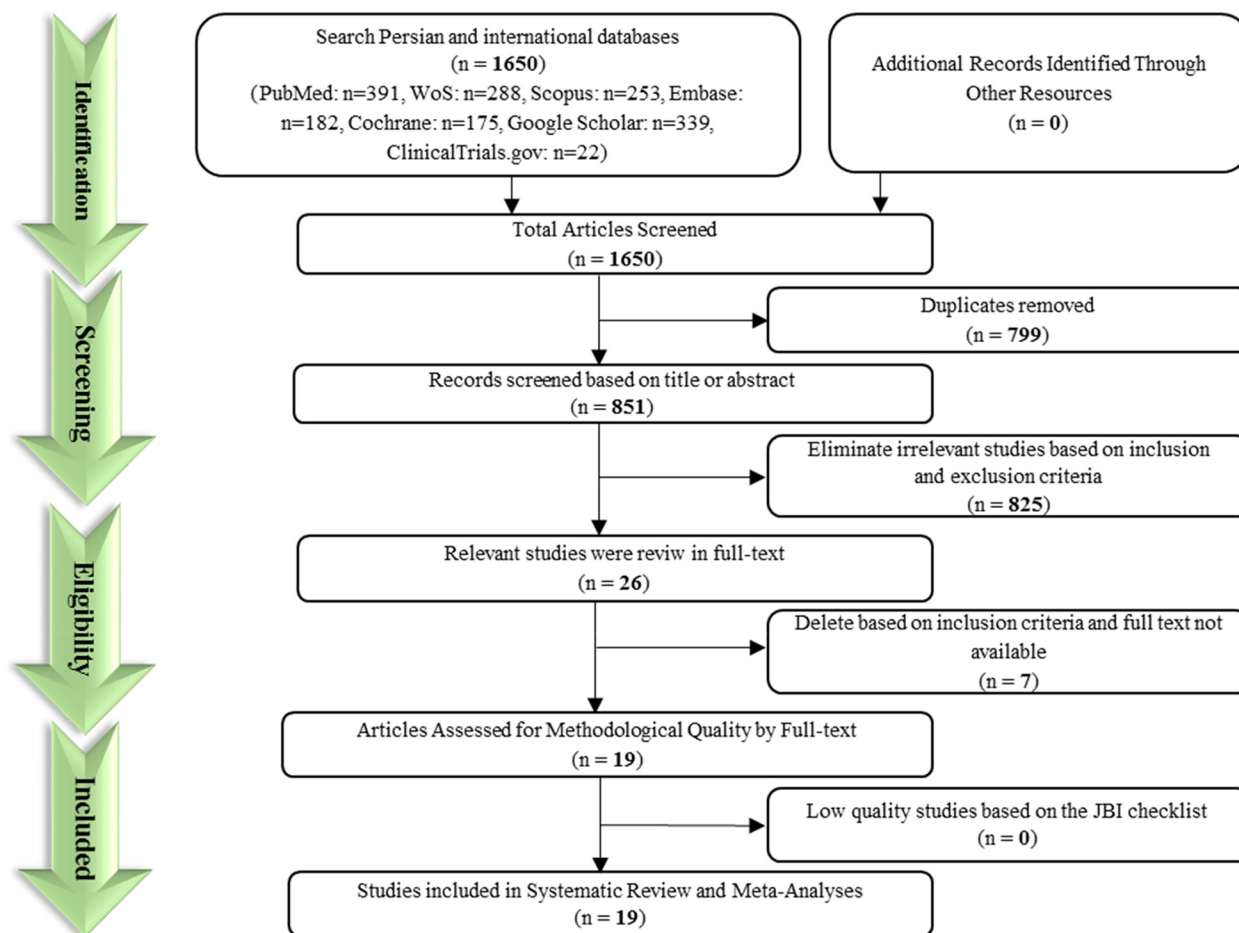 Identification
Search Persian and international databases
(n = 1650)
(PubMed: n=391, WoS: n=288, Scopus: n=253, Embase:
n=182, Cochrane: n=175, Google Scholar: n=339,
ClinicalTrials.gov: n=22)
Additional Records Identified Through
Other Resources
(n = 0)
Total Articles Screened
(n = 1650)
Screening
Duplicates removed
(n = 799)
Records screened based on title or abstract
(n = 851)
Eliminate irrelevant studies based on inclusion
and exclusion criteria
(n = 825)
Eligibility
Relevant studies were reviw in full-text
(n = 26)
Delete based on inclusion criteria and full text not
available
(n = 7)
Included
Articles Assessed for Methodological Quality by Full-text
(n = 19)
Low quality studies based on the JBI checklist
(n = 0)
Studies included in Systematic Review and Meta-Analyses
(n = 19)